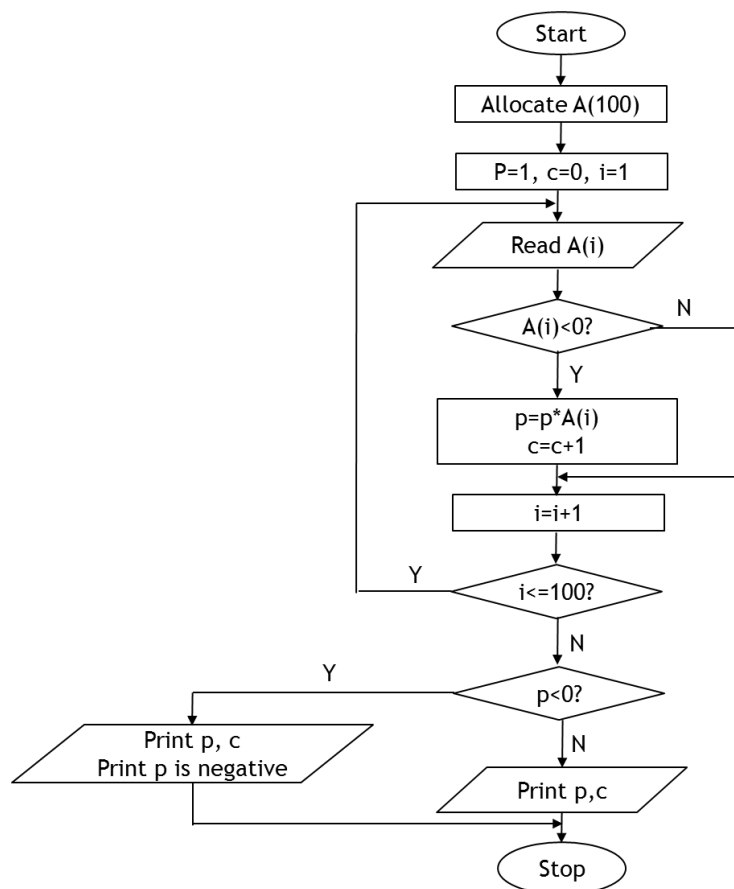 Start
Allocate A(100)
P=1, c=0, i=1
Read A(i)
A(i)<0?
N
Y
p=p*A(i)
c=c+1
i=i+1
i<=100?
Y
N
p<0?
Y
N
Print p, c
Print p is negative
Print p,c
Stop